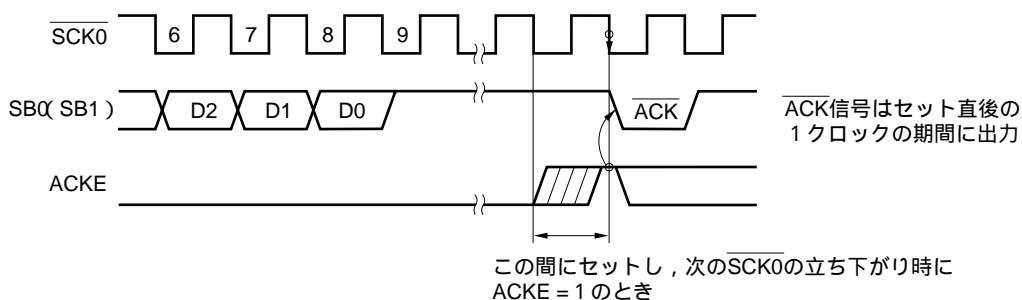 SCK0
6 7 8 9
SB0(SB1)
D2 D1 D0 ACK
ACK信号はセット直後の
1クロックの期間に出力
ACKE
この間にセットし,次のSCK0の立ち下がり時に
ACKE=1のとき